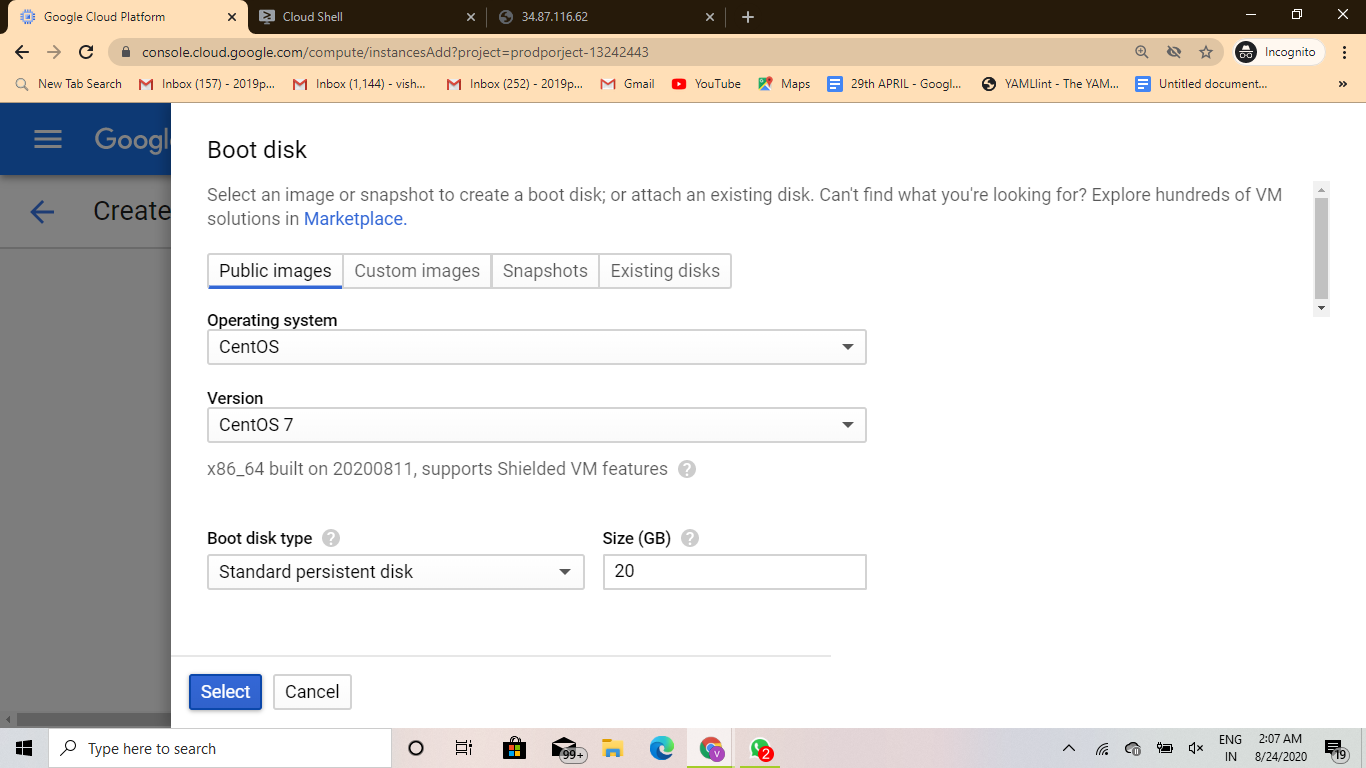 Google Cloud Platform
Cloud Shell
34.87.116.62
console.cloud.google.com/compute/instancesAdd?project=prodporject-13242443
Incognito
New Tab Search
Inbox (157) - 2019p...
Inbox (1,144) - vish...
Inbox (252) - 2019p...
Gmail
YouTube
Maps
29th APRIL - Googl...
YAMLlint - The YAM...
Untitled document...
Googl
Create
Boot disk
Select an image or snapshot to create a boot disk; or attach an existing disk. Can't find what you're looking for? Explore hundreds of VM
solutions in Marketplace.
Public images
Custom images
Snapshots
Existing disks
Operating system
CentOS
Version
CentOS 7
x86_64 built on 20200811, supports Shielded VM features ?
Boot disk type ?
Size (GB) ?
Standard persistent disk
20
Select
Cancel
Type here to search
99+
V
2
ENG
IN
2:07 AM
8/24/2020
19